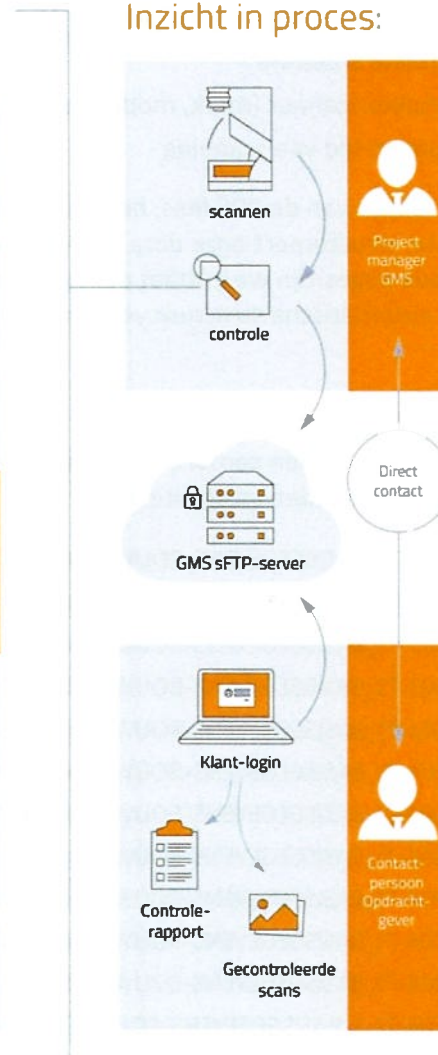 Inzicht in proces:
scannen
controle
Project
manager
GMS
Direct
contact
GMS sFTP-server
Klant-login
Contact-
persoon
Opdracht-
gever
Controle-
rapport
Gecontroleerde
scans